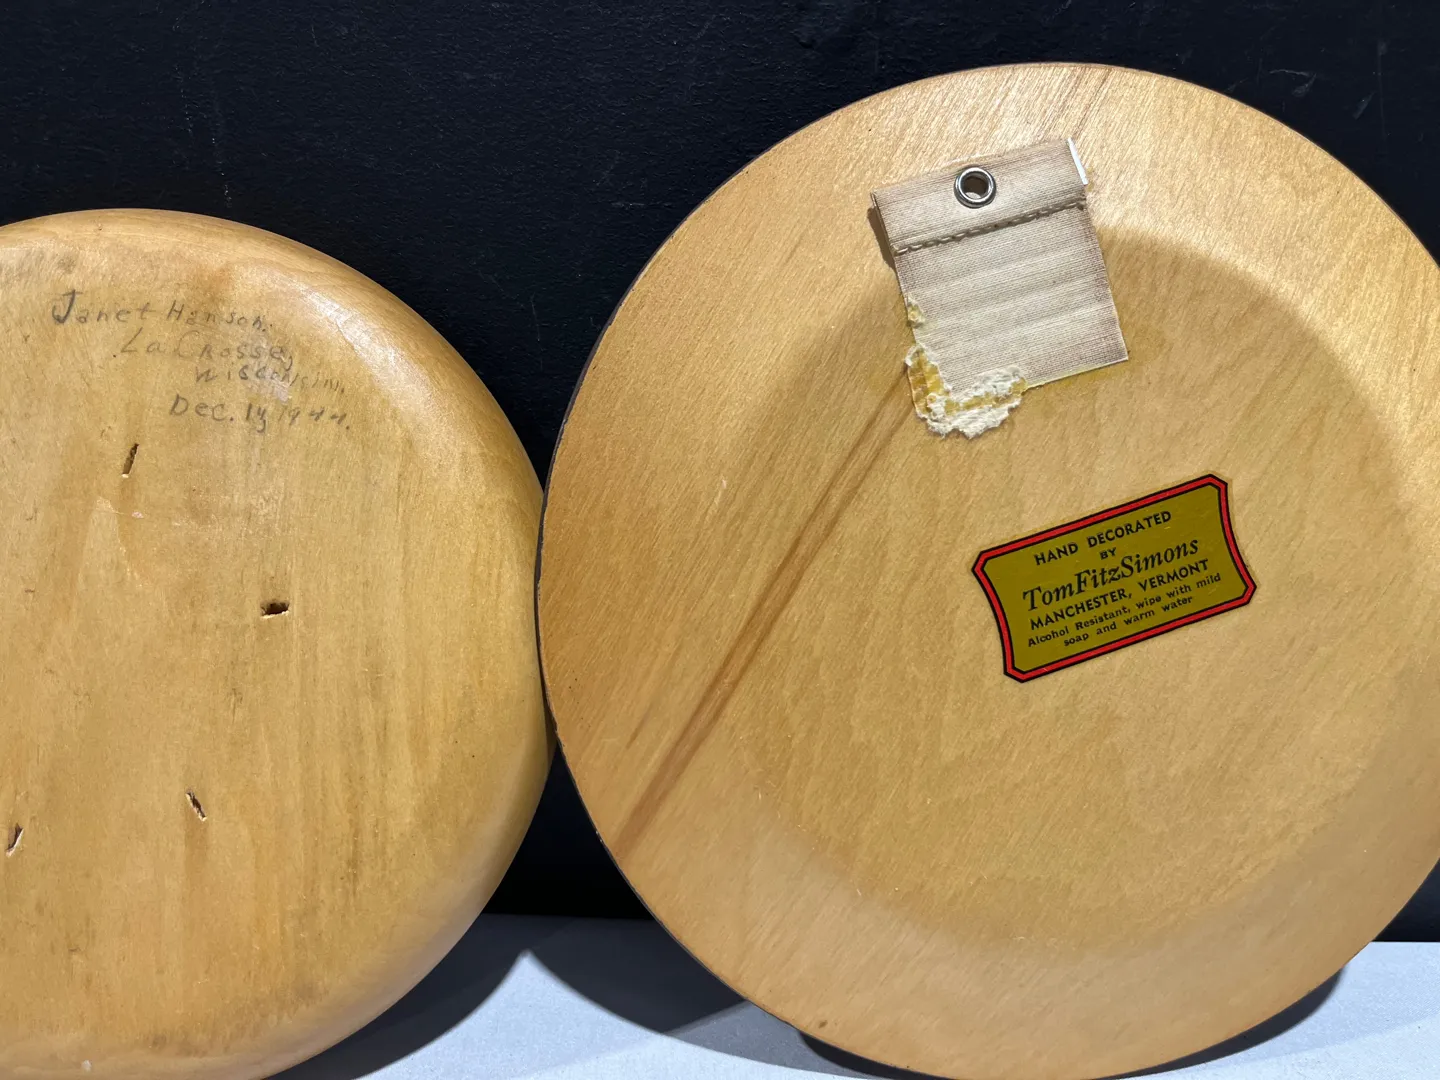 Janet Hanson.
La Crosse,
Wisconsin.
Dec. 1944.
HAND DECORATED
BY
TomFitzSimons
MANCHESTER, VERMONT
Alcohol Resistant, wipe with mild
soap and warm water